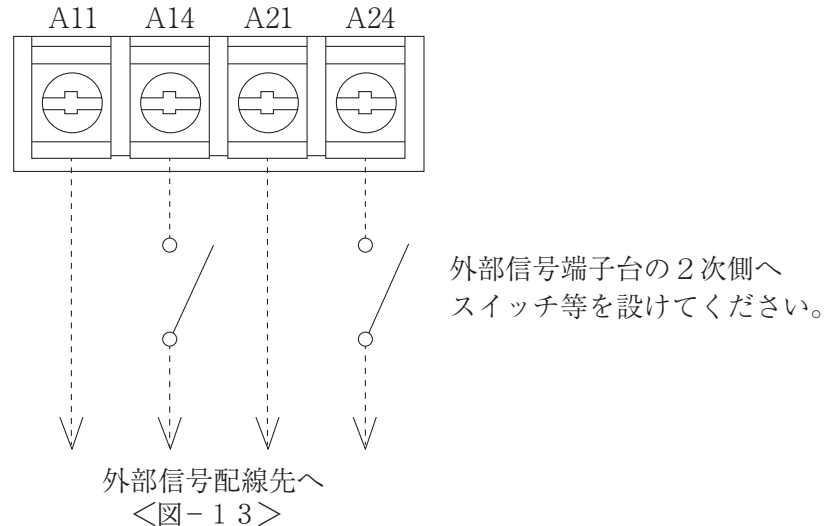 A11 A14 A21 A24
外部信号端子台の２次側へ
スイッチ等を設けてください。
外部信号配線先へ
＜図－１３＞